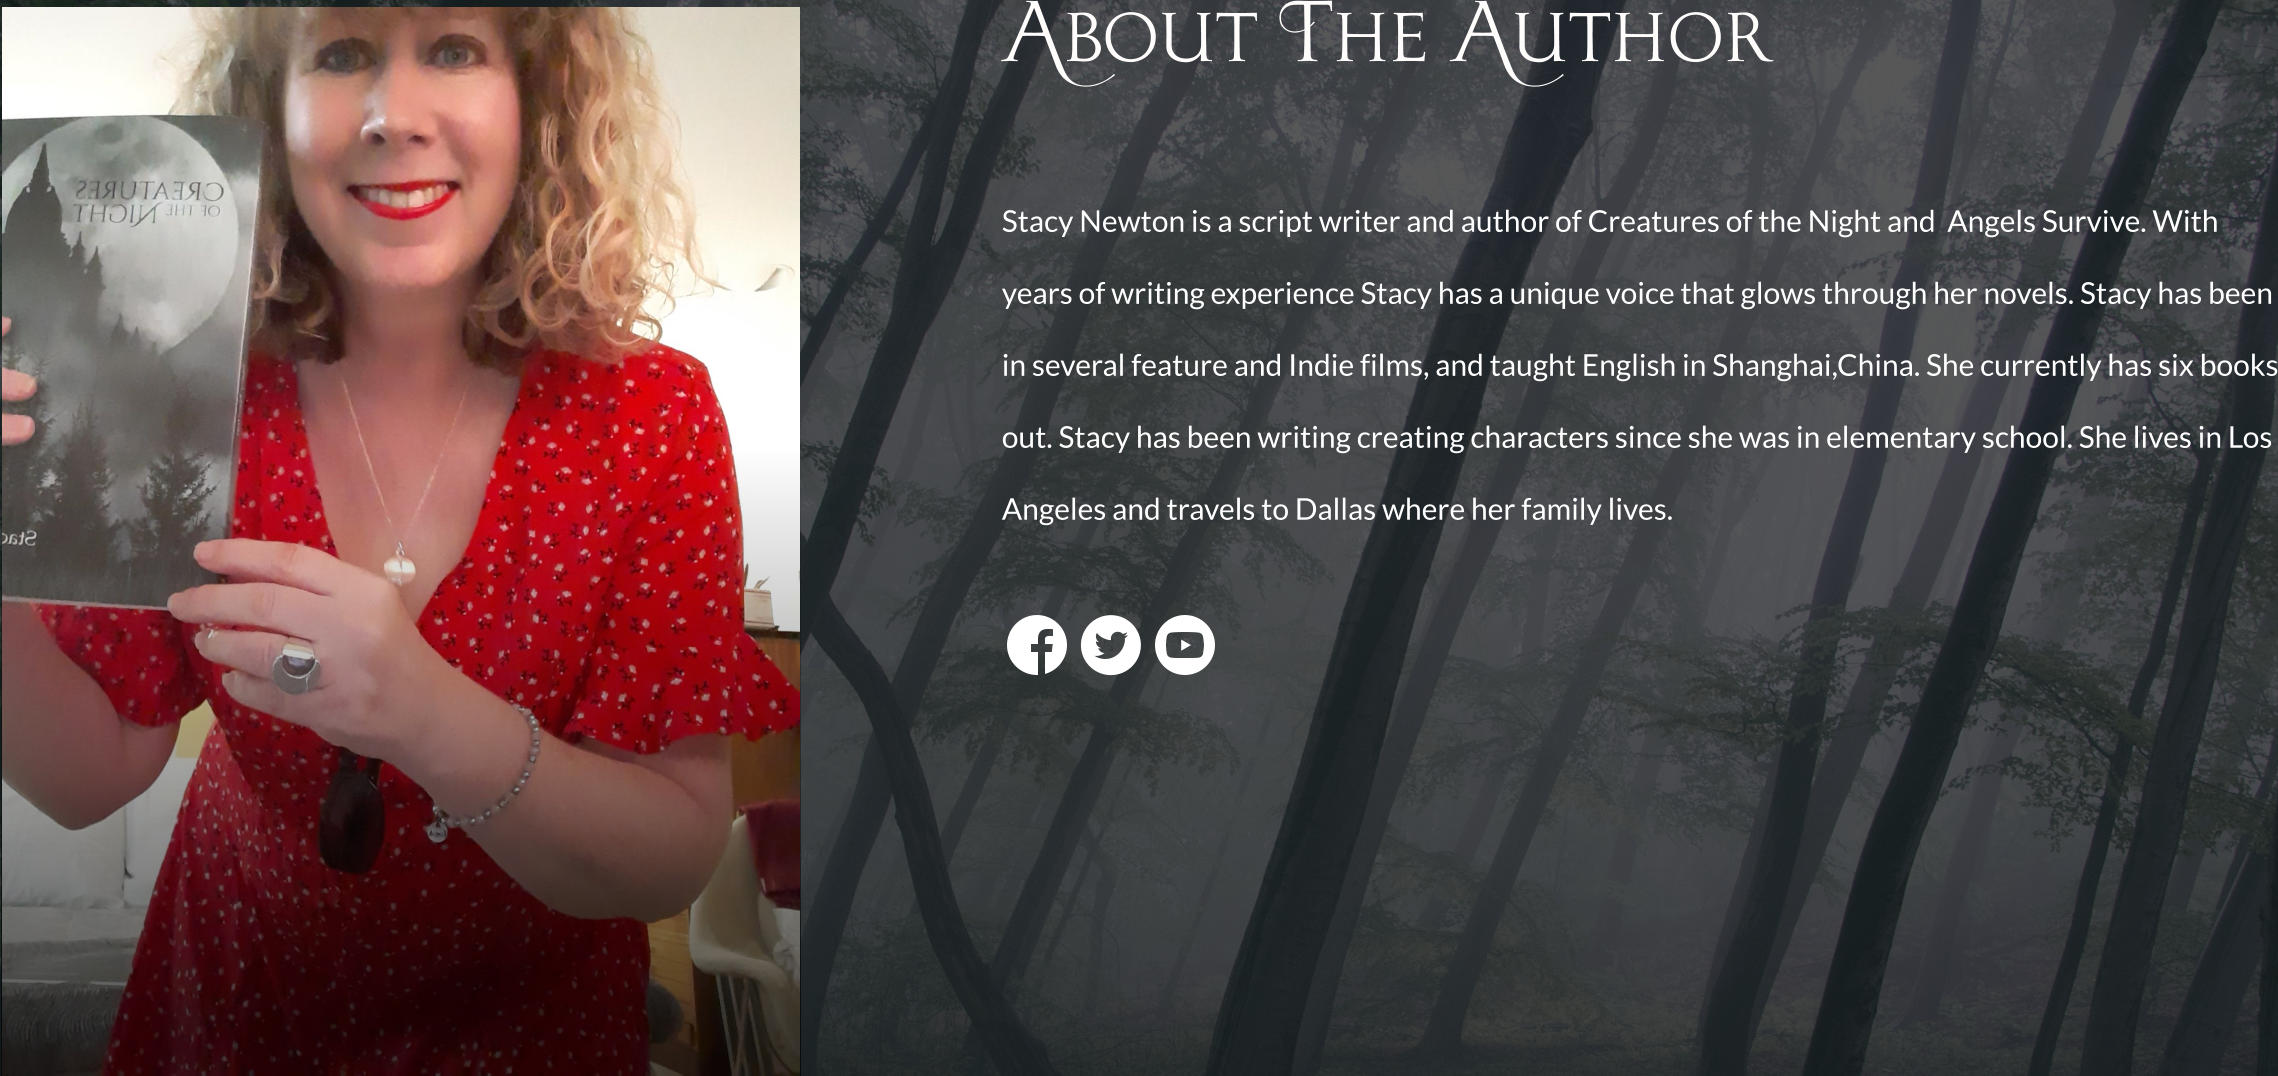 About The Author
CREATURES
OF THE NIGHT
Stac
Stacy Newton is a script writer and author of Creatures of the Night and  Angels Survive. With
years of writing experience Stacy has a unique voice that glows through her novels. Stacy has been
in several feature and Indie films, and taught English in Shanghai,China. She currently has six books
out. Stacy has been writing creating characters since she was in elementary school. She lives in Los
Angeles and travels to Dallas where her family lives.